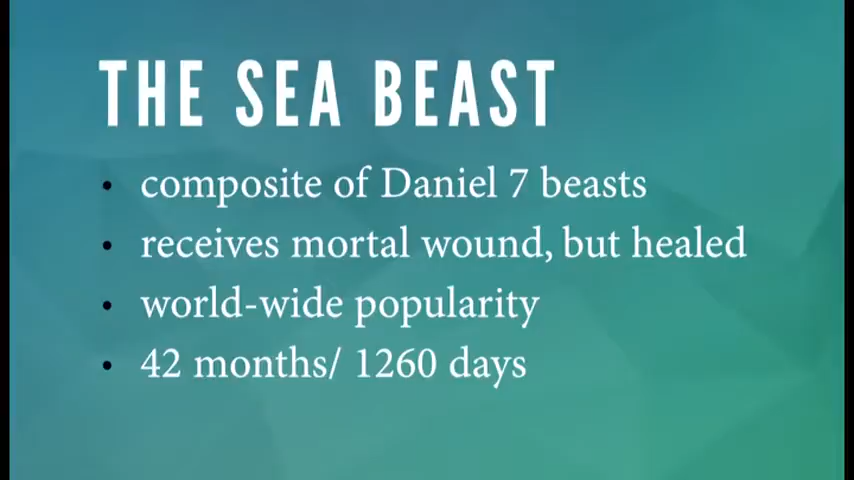 THE SEA BEAST
• composite of Daniel 7 beasts
• receives mortal wound, but healed
• world-wide popularity
• 42 months/ 1260 days